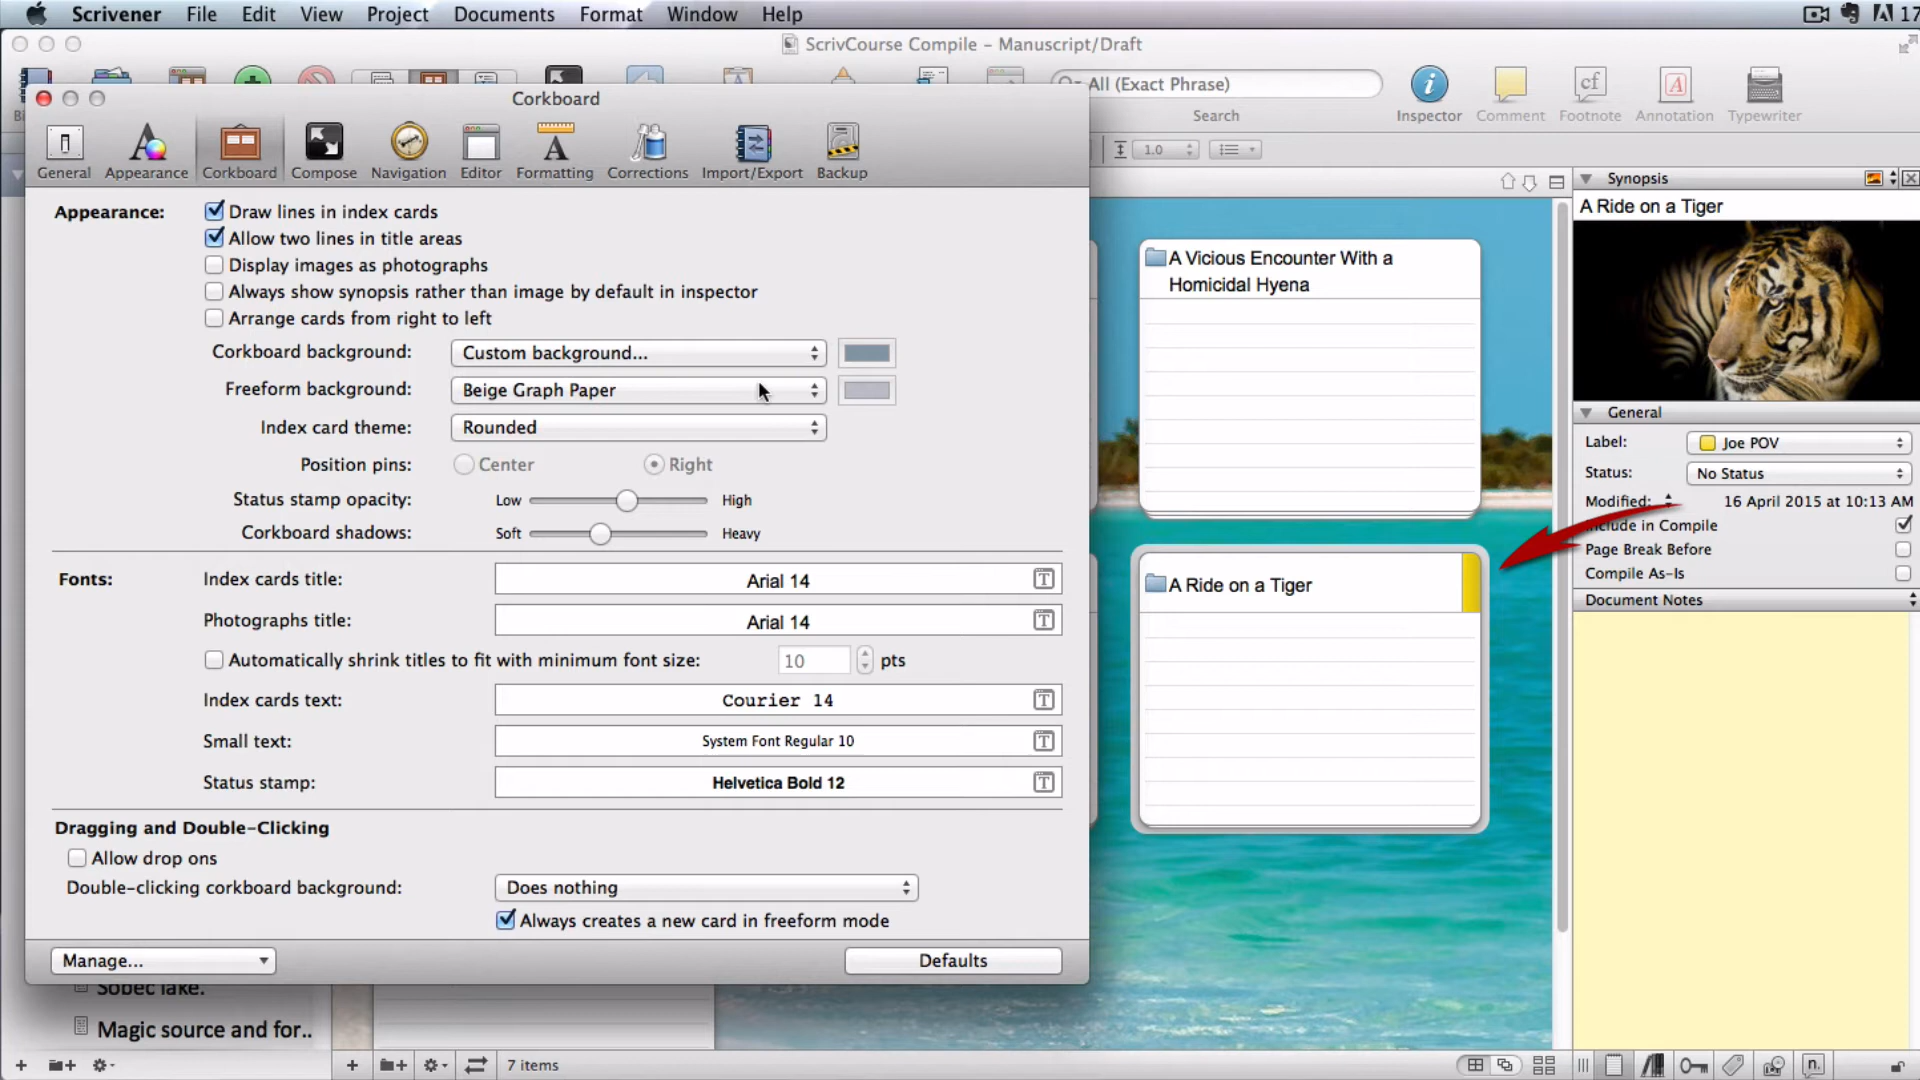 Scrivener File Edit View Project Documents Format Window Help 17
ScrivCourse Compile – Manuscript/Draft
All (Exact Phrase)
Search
Inspector Comment Footnote Annotation Typewriter
cf
Corkboard
General Appearance Corkboard Compose Navigation Editor Formatting Corrections Import/Export Backup
1.0
Appearance:
Draw lines in index cards
Allow two lines in title areas
Display images as photographs
Always show synopsis rather than image by default in inspector
Arrange cards from right to left
Corkboard background: Custom background...
Freeform background: Beige Graph Paper
Index card theme: Rounded
Position pins: Center Right
Status stamp opacity: Low High
Corkboard shadows: Soft Heavy
Fonts:
Index cards title: Arial 14
Photographs title: Arial 14
Automatically shrink titles to fit with minimum font size: 10 pts
Index cards text: Courier 14
Small text: System Font Regular 10
Status stamp: Helvetica Bold 12
Dragging and Double-Clicking
Allow drop ons
Double-clicking corkboard background: Does nothing
Always creates a new card in freeform mode
Manage... Defaults
Sobec lake.
Magic source and for..
7 items
A Vicious Encounter With a
Homicidal Hyena
A Ride on a Tiger
Synopsis
A Ride on a Tiger
General
Label: Joe POV
Status: No Status
Modified: 16 April 2015 at 10:13 AM
Include in Compile
Page Break Before
Compile As-Is
Document Notes
n.